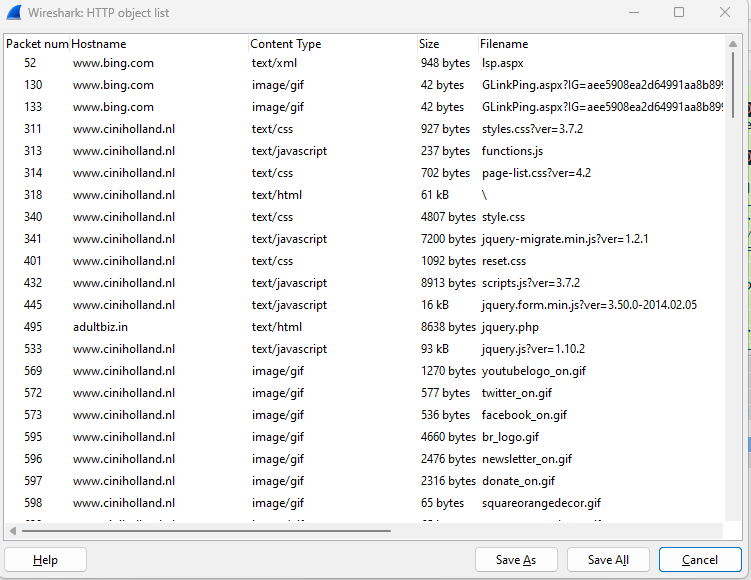 Wireshark: HTTP object list
Packet num Hostname Content Type Size Filename
52 www.bing.com text/xml 948 bytes lsp.aspx
130 www.bing.com image/gif 42 bytes GLinkPing.aspx?IG=aee5908ea2d64991aa8b899
133 www.bing.com image/gif 42 bytes GLinkPing.aspx?IG=aee5908ea2d64991aa8b899
311 www.ciniholland.nl text/css 927 bytes styles.css?ver=3.7.2
313 www.ciniholland.nl text/javascript 237 bytes functions.js
314 www.ciniholland.nl text/css 702 bytes page-list.css?ver=4.2
318 www.ciniholland.nl text/html 61 kB \
340 www.ciniholland.nl text/css 4807 bytes style.css
341 www.ciniholland.nl text/javascript 7200 bytes jquery-migrate.min.js?ver=1.2.1
401 www.ciniholland.nl text/css 1092 bytes reset.css
432 www.ciniholland.nl text/javascript 8913 bytes scripts.js?ver=3.7.2
445 www.ciniholland.nl text/javascript 16 kB jquery.form.min.js?ver=3.50.0-2014.02.05
495 adultbiz.in text/html 8638 bytes jquery.php
533 www.ciniholland.nl text/javascript 93 kB jquery.js?ver=1.10.2
569 www.ciniholland.nl image/gif 1270 bytes youtubelogo_on.gif
572 www.ciniholland.nl image/gif 577 bytes twitter_on.gif
573 www.ciniholland.nl image/gif 536 bytes facebook_on.gif
595 www.ciniholland.nl image/gif 4660 bytes br_logo.gif
596 www.ciniholland.nl image/gif 2476 bytes newsletter_on.gif
597 www.ciniholland.nl image/gif 2316 bytes donate_on.gif
598 www.ciniholland.nl image/gif 65 bytes squareorangedecor.gif
Help Save As Save All Cancel